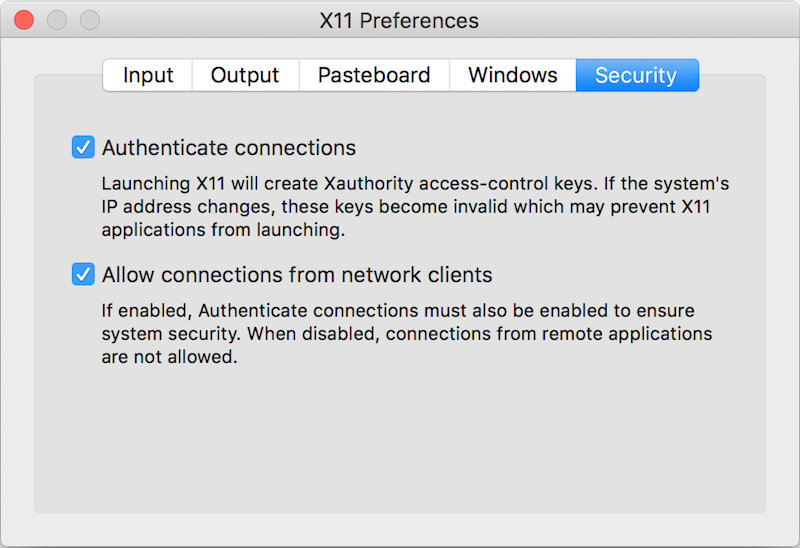 X11 Preferences
Input Output Pasteboard Windows Security
Authenticate connections
Launching X11 will create Xauthority access-control keys. If the system's
IP address changes, these keys become invalid which may prevent X11
applications from launching.
Allow connections from network clients
If enabled, Authenticate connections must also be enabled to ensure
system security. When disabled, connections from remote applications
are not allowed.